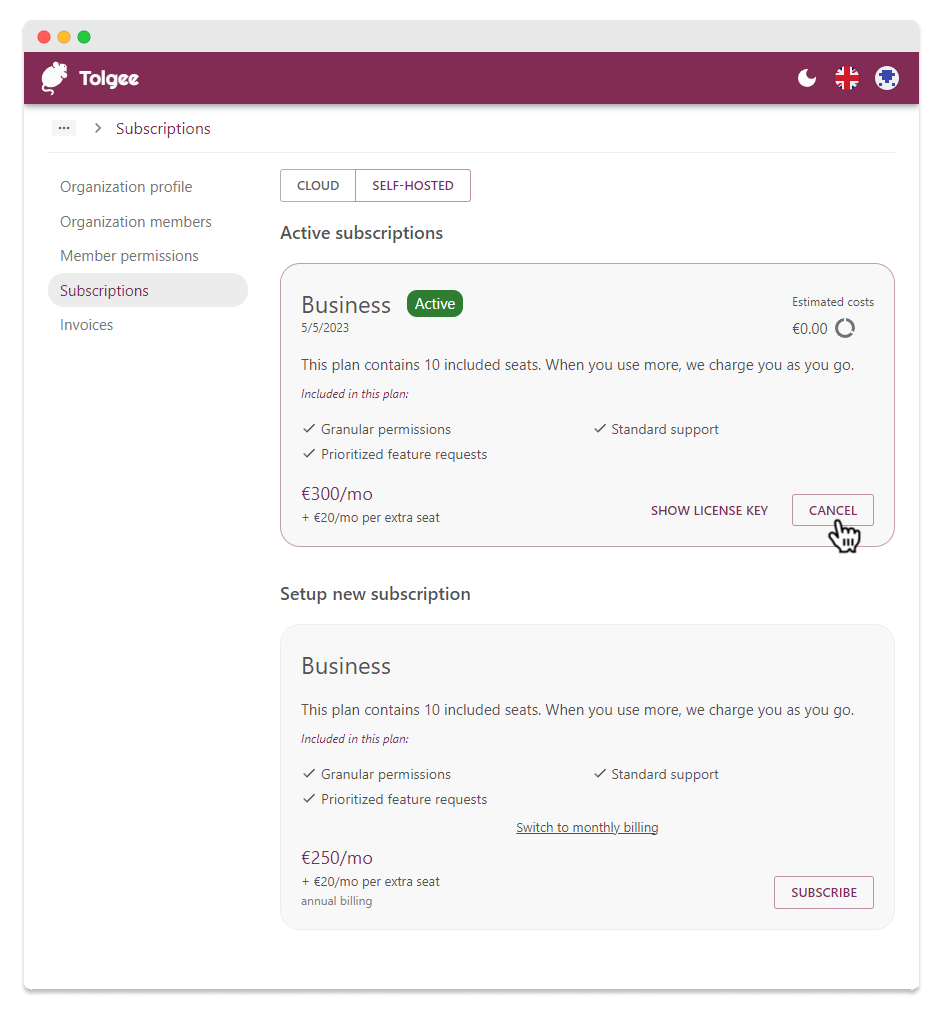 Tolgee
Subscriptions
Organization profile
Organization members
Member permissions
Subscriptions
Invoices
CLOUD SELF-HOSTED
Active subscriptions
Business Active
5/5/2023
Estimated costs
€0.00
This plan contains 10 included seats. When you use more, we charge you as you go.
Included in this plan:
Granular permissions Standard support
Prioritized feature requests
€300/mo
+ €20/mo per extra seat
SHOW LICENSE KEY CANCEL
Setup new subscription
Business
This plan contains 10 included seats. When you use more, we charge you as you go.
Included in this plan:
Granular permissions Standard support
Prioritized feature requests
Switch to monthly billing
€250/mo
+ €20/mo per extra seat
annual billing
SUBSCRIBE